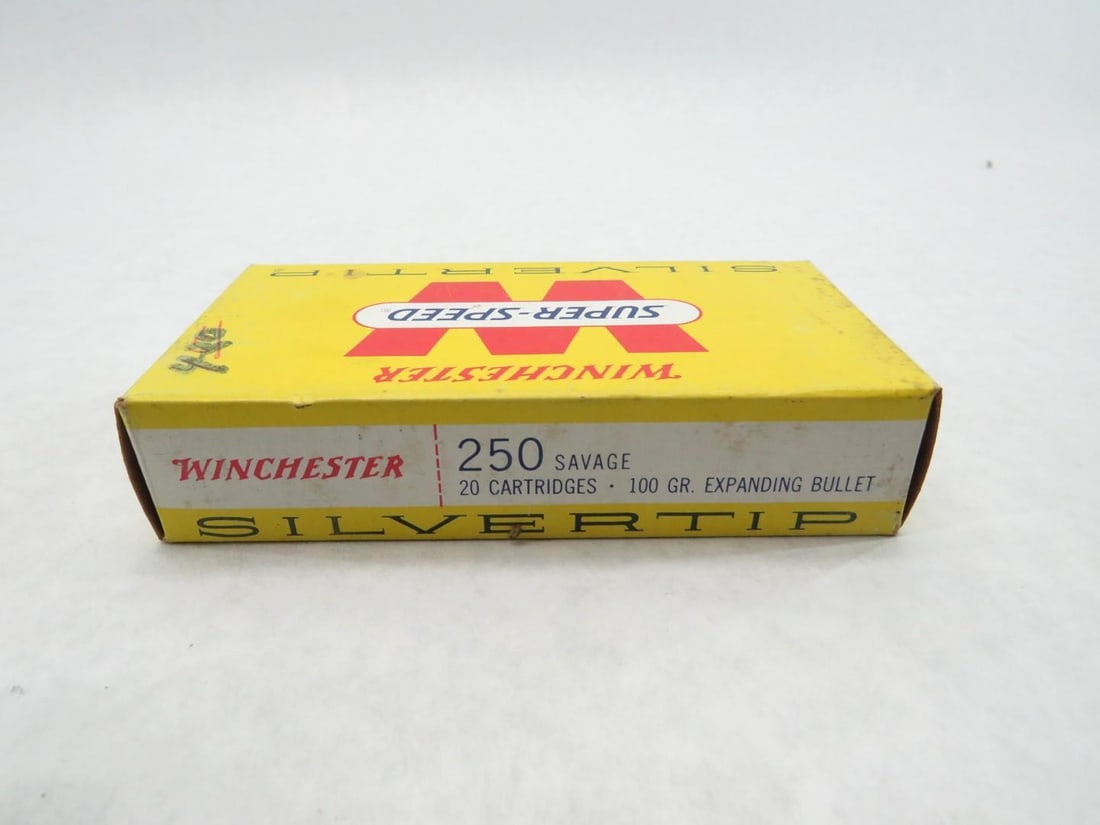 SILVERTIP
SUPER-SPEED®
WINCHESTER
WINCHESTER
250 SAVAGE
20 CARTRIDGES · 100 GR. EXPANDING BULLET
SILVERTIP